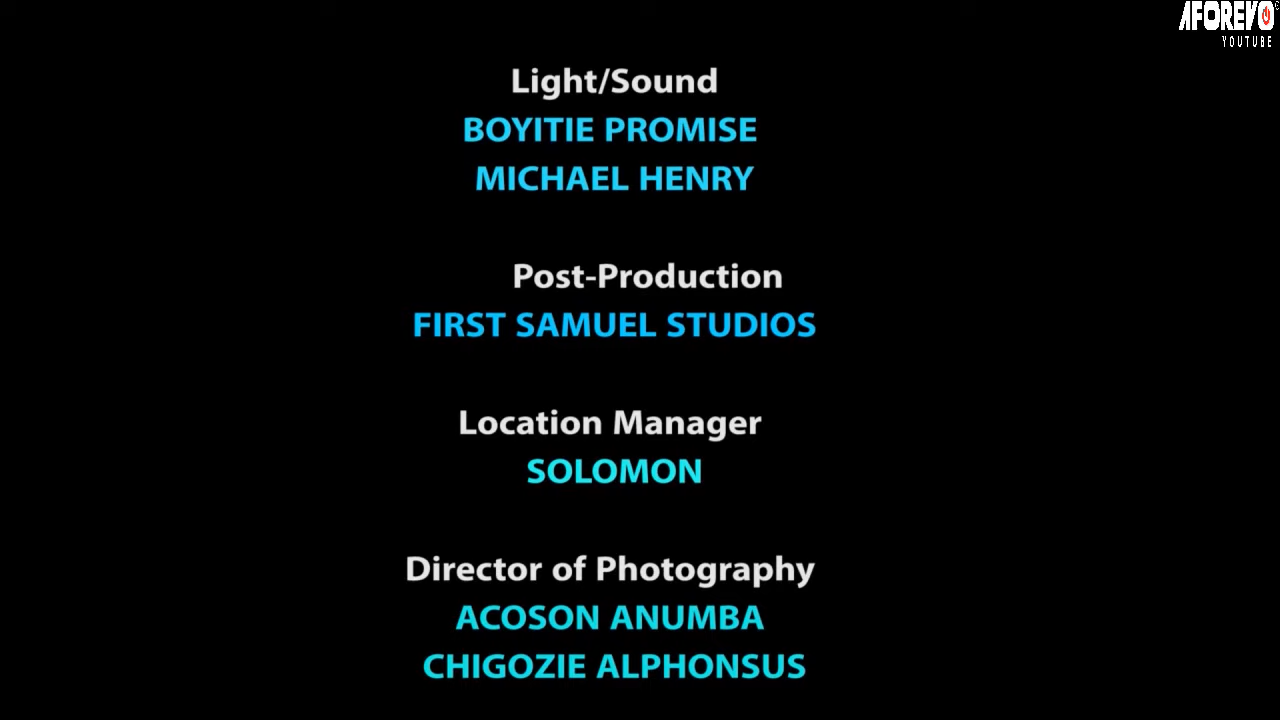 AFOREVO
YOUTUBE
Light/Sound
BOYITIE PROMISE
MICHAEL HENRY
Post-Production
FIRST SAMUEL STUDIOS
Location Manager
SOLOMON
Director of Photography
ACOSON ANUMBA
CHIGOZIE ALPHONSUS